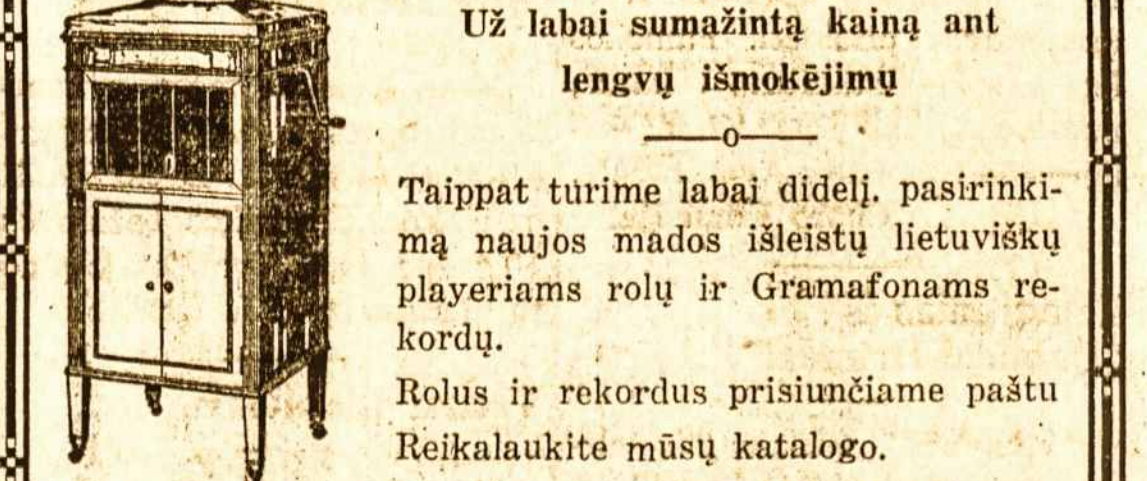 Už labai sumažintą kainą ant
lengvų išmokėjimų
Taippat turime labai didelį. pasirinki-
mą naujos mados išleistų lietuviškų
playeriams rolų ir Gramafonams re-
kordų.
Rolus ir rekordus prisiunčiame paštu
Reikalaukite mūsų katalogo.